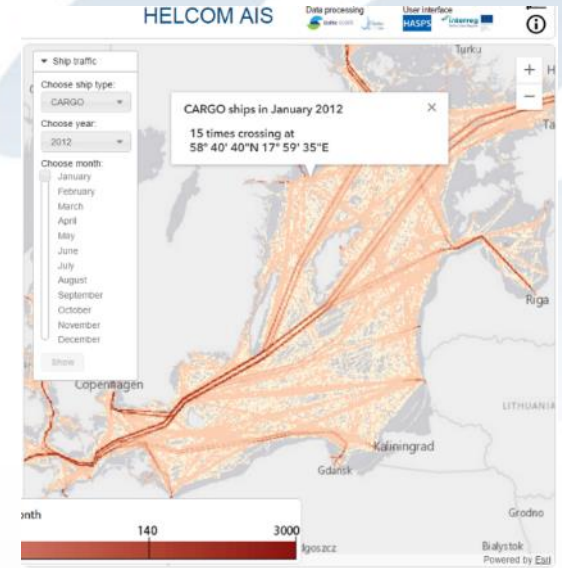 HELCOM AIS
Data processing
User interface
HASPS
Interreg
Ship traffic
Choose ship type:
CARGO
Choose year:
2012
Choose month:
January
February
March
April
May
June
July
August
September
October
November
December
Show
CARGO ships in January 2012
15 times crossing at
58° 40' 40"N 17° 59' 35"E
Turku
H
Ta
Riga
Copenhagen
LITHUANIA
Kaliningrad
Gdansk
Grodno
onth
140
3000
dgoszcz
Bialystok
Powered by Esri